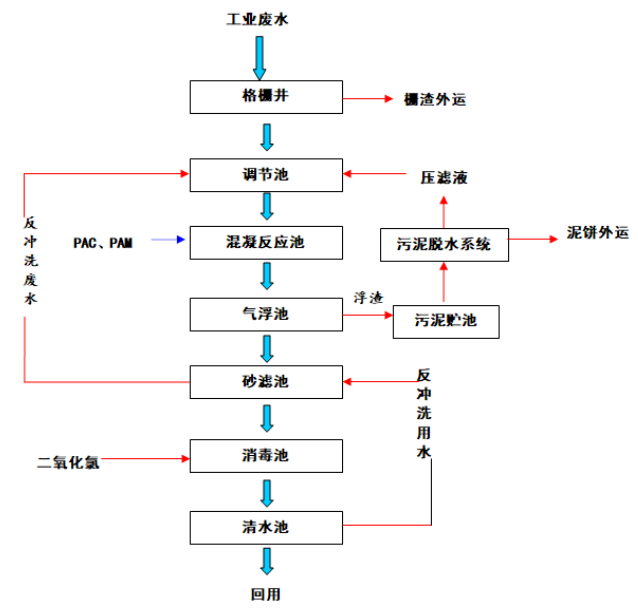 工业废水
格栅井
栅渣外运
调节池
压滤液
反冲洗废水
PAC、PAM
混凝反应池
污泥脱水系统
泥饼外运
气浮池
浮渣
污泥贮池
砂滤池
反冲洗用水
二氧化氯
消毒池
清水池
回用